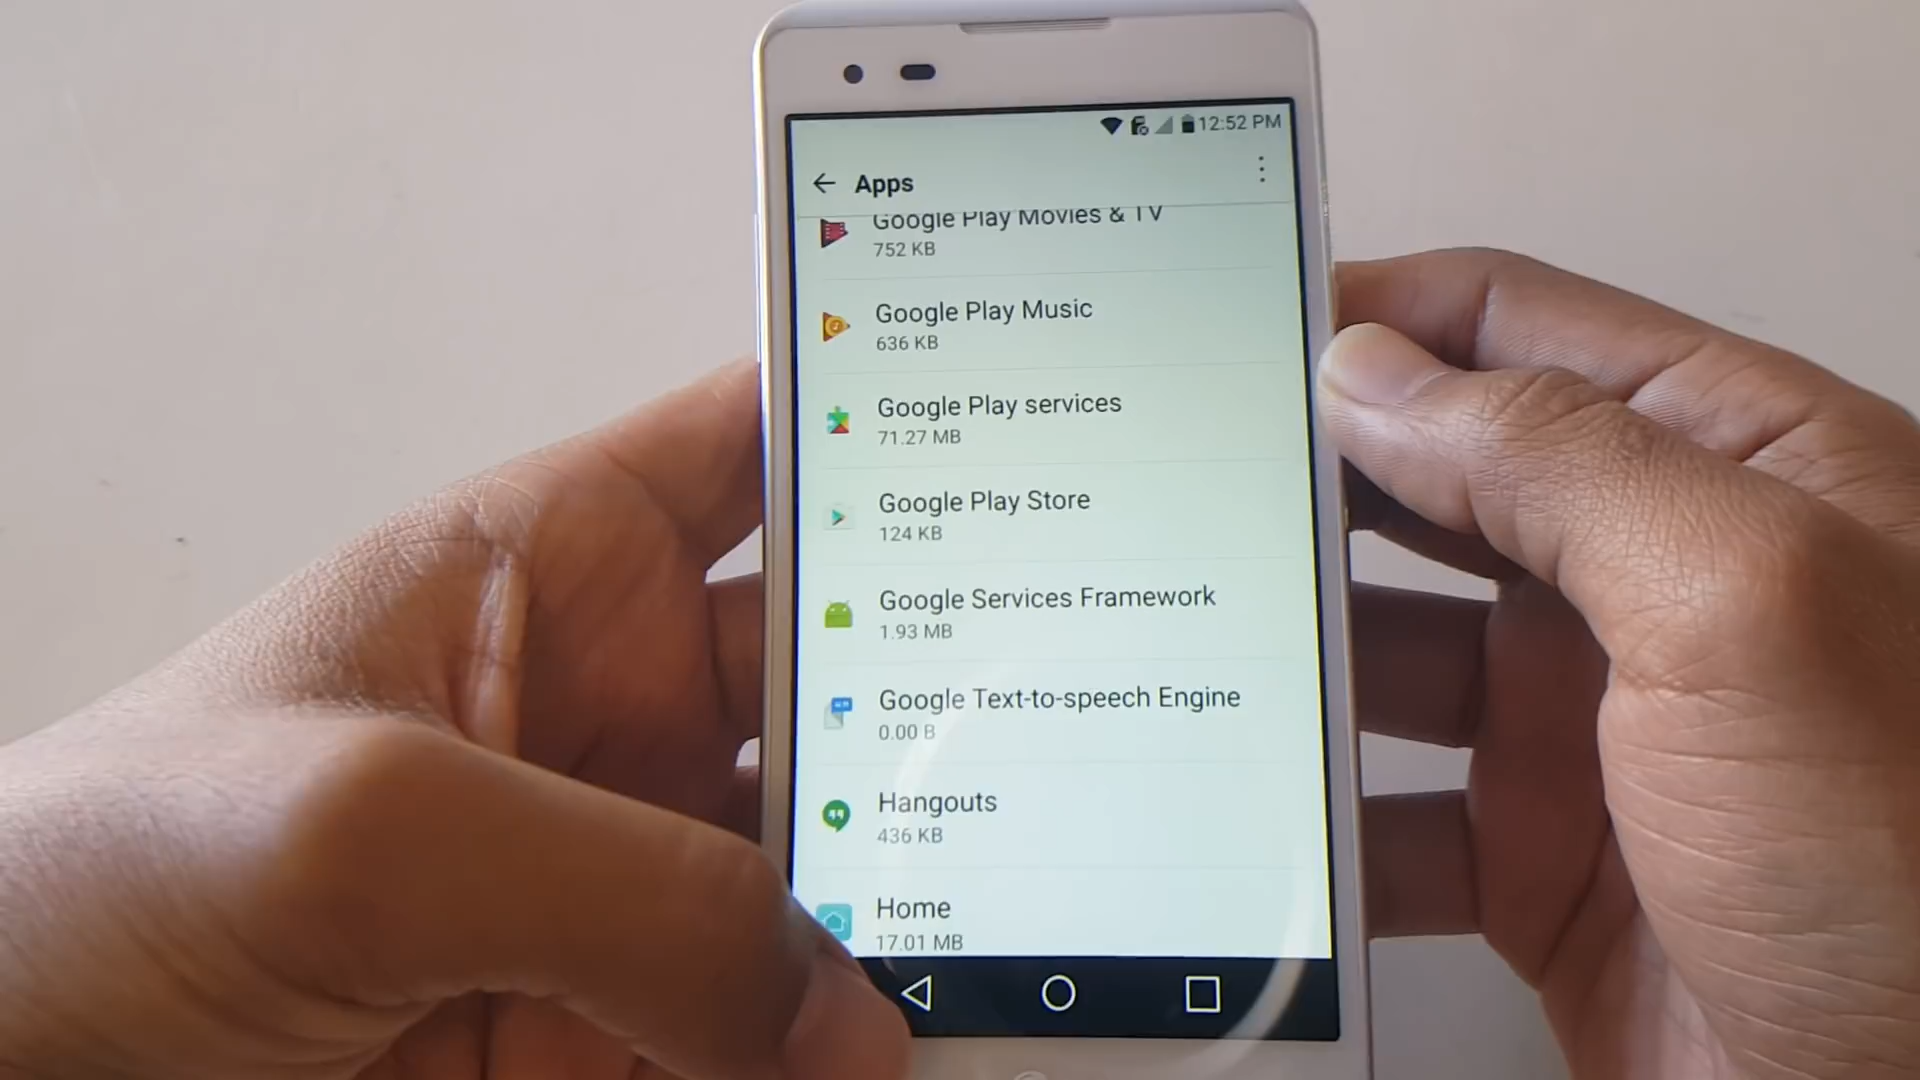 12:52 PM
Apps
Google Play Movies & TV
752 KB
Google Play Music
636 KB
Google Play services
71.27 MB
Google Play Store
124 KB
Google Services Framework
1.93 MB
Google Text-to-speech Engine
0.00 B
Hangouts
436 KB
Home
17.01 MB